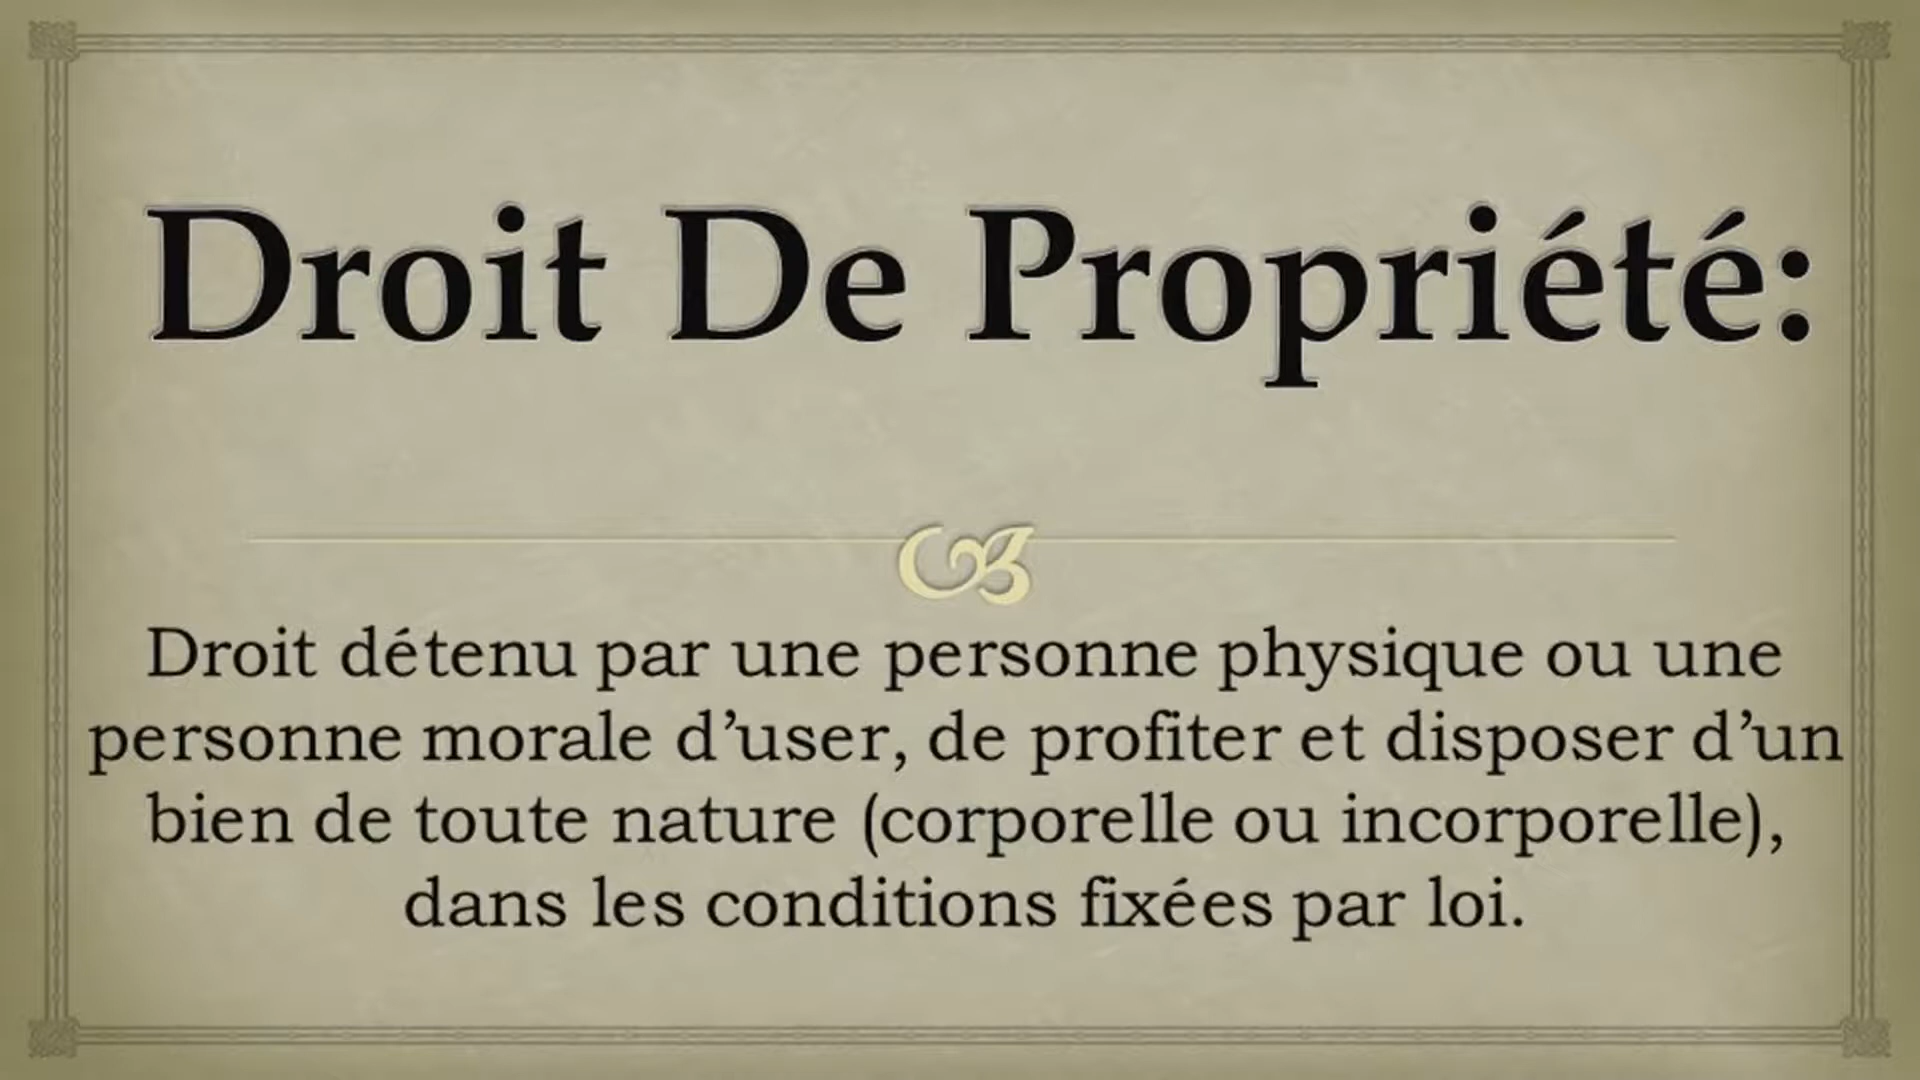 Droit De Propriété:
Droit détenu par une personne physique ou une
personne morale d’user, de profiter et disposer d’un
bien de toute nature (corporelle ou incorporelle),
dans les conditions fixées par loi.